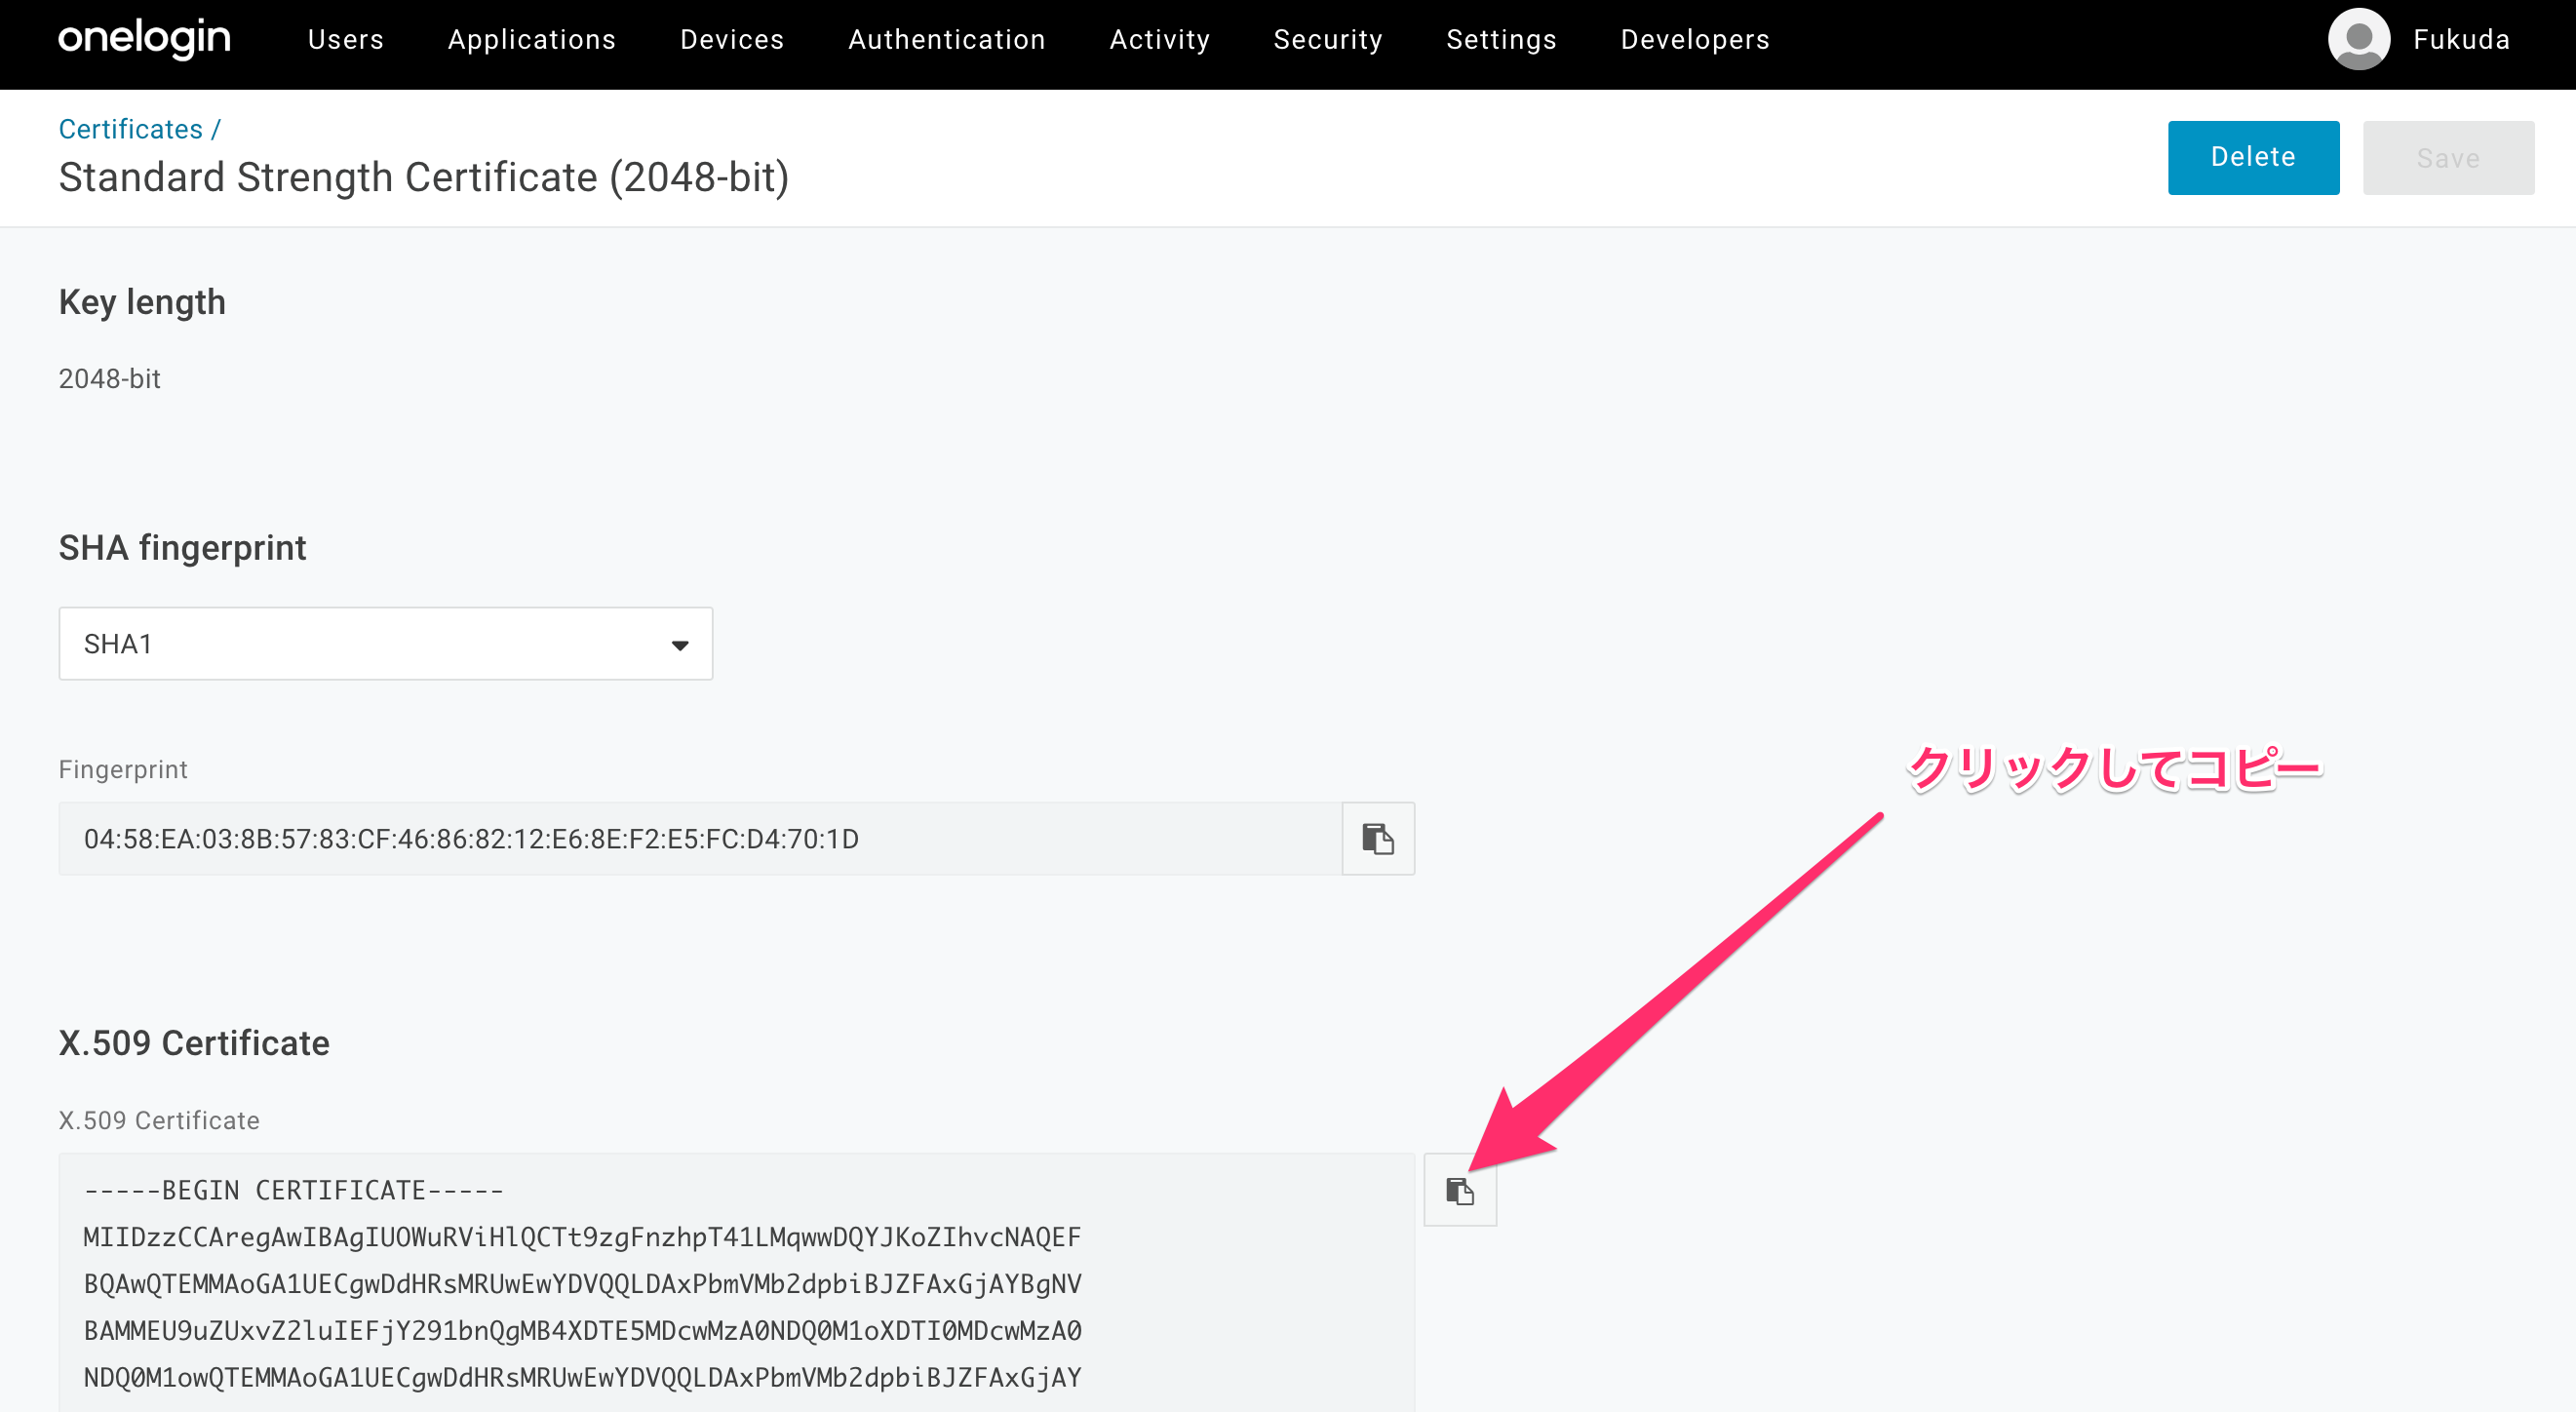 onelogin Users Applications Devices Authentication Activity Security Settings Developers Fukuda
Certificates /
Standard Strength Certificate (2048-bit)
Delete Save
Key length
2048-bit
SHA fingerprint
SHA1
Fingerprint
04:58:EA:03:8B:57:83:CF:46:86:82:12:E6:8E:F2:E5:FC:D4:70:1D
クリックしてコピー
X.509 Certificate
X.509 Certificate
-----BEGIN CERTIFICATE-----
MIIDzzCCAregAwIBAgIUOWuRViHlQCTt9zgFnzhpT41LMqwwDQYJKoZIhvcNAQEF
BQAwQTEMMAoGA1UECgwDdHRsMRUwEwYDVQQLDAxPbmVMb2dpbiBJZFAxGjAYBgNV
BAMMEU9uZUxvZ2luIEFjY291bnQgMB4XDTE5MDcwMzA0NDQ0M1oXDTI0MDcwMzA0
NDQ0M1owQTEMMAoGA1UECgwDdHRsMRUwEwYDVQQLDAxPbmVMb2dpbiBJZFAxGjAY